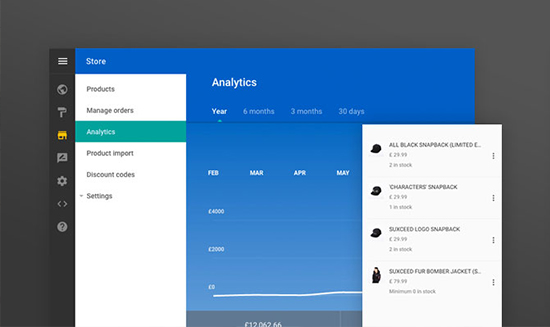 Store
Products
Manage orders
Analytics
Product import
Discount codes
Settings
Analytics
Year 6 months 3 months 30 days
FEB MAR APR MAY
£4000
£2000
£0
£12,062.66
ALL BLACK SNAPBACK (LIMITED E...
£ 29.99
2 in stock
'CHARACTERS' SNAPBACK
£ 29.99
1 in stock
SUXCEED LOGO SNAPBACK
£ 29.99
2 in stock
SUXCEED FUR BOMBER JACKET (S...
£ 79.99
Minimum 0 in stock